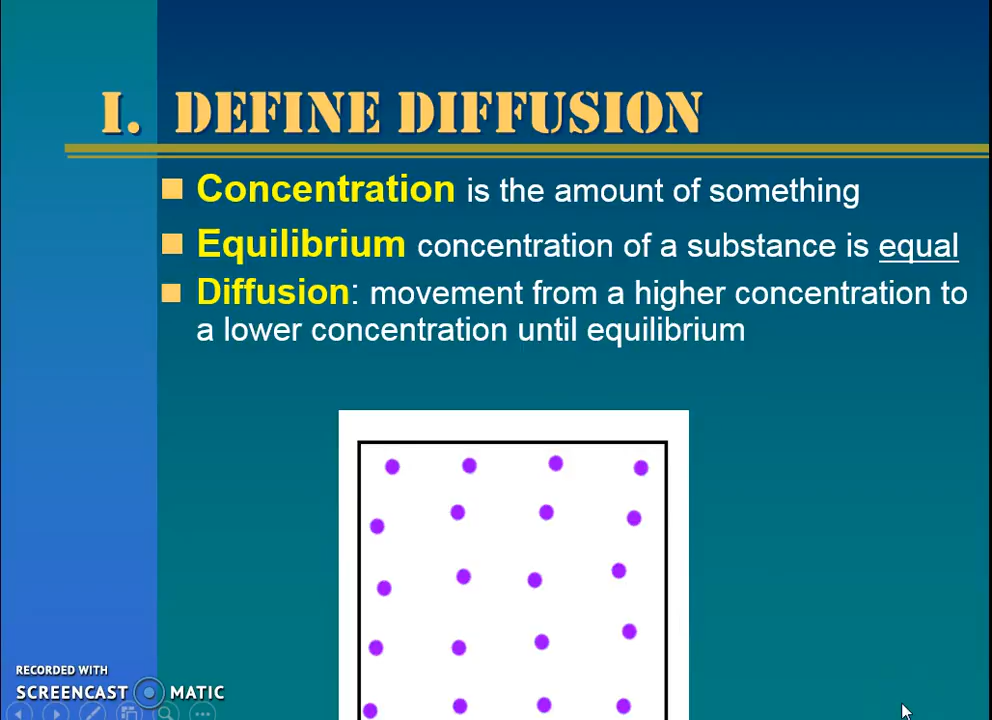 I. DEFINE DIFFUSION
Concentration is the amount of something
Equilibrium concentration of a substance is equal
Diffusion: movement from a higher concentration to
a lower concentration until equilibrium
RECORDED WITH
SCREENCAST MATIC